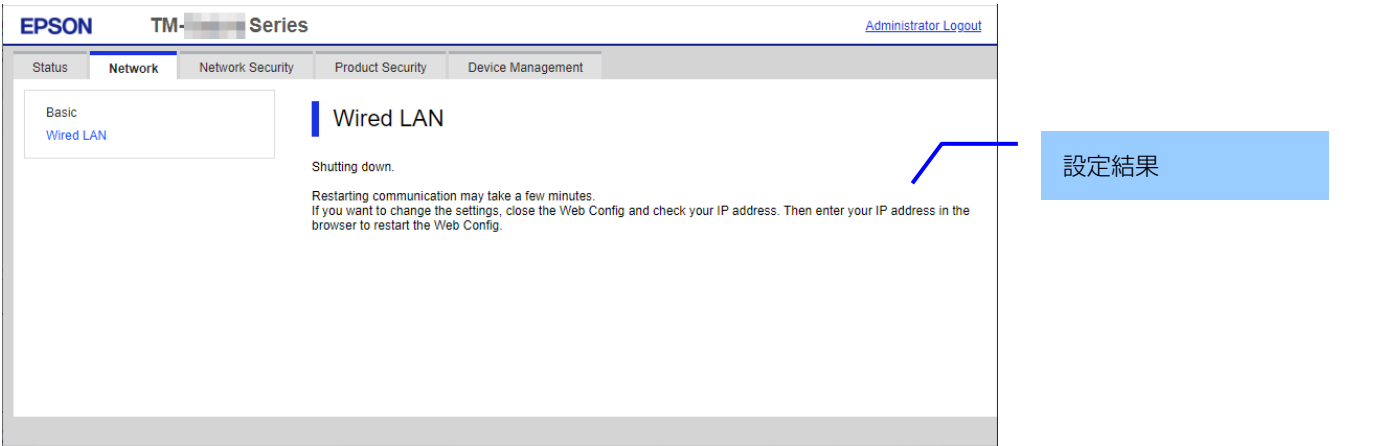 EPSON TM- Series Administrator Logout
Status Network Network Security Product Security Device Management
Basic
Wired LAN
Wired LAN
Shutting down.
Restarting communication may take a few minutes.
If you want to change the settings, close the Web Config and check your IP address. Then enter your IP address in the
browser to restart the Web Config.
設定結果